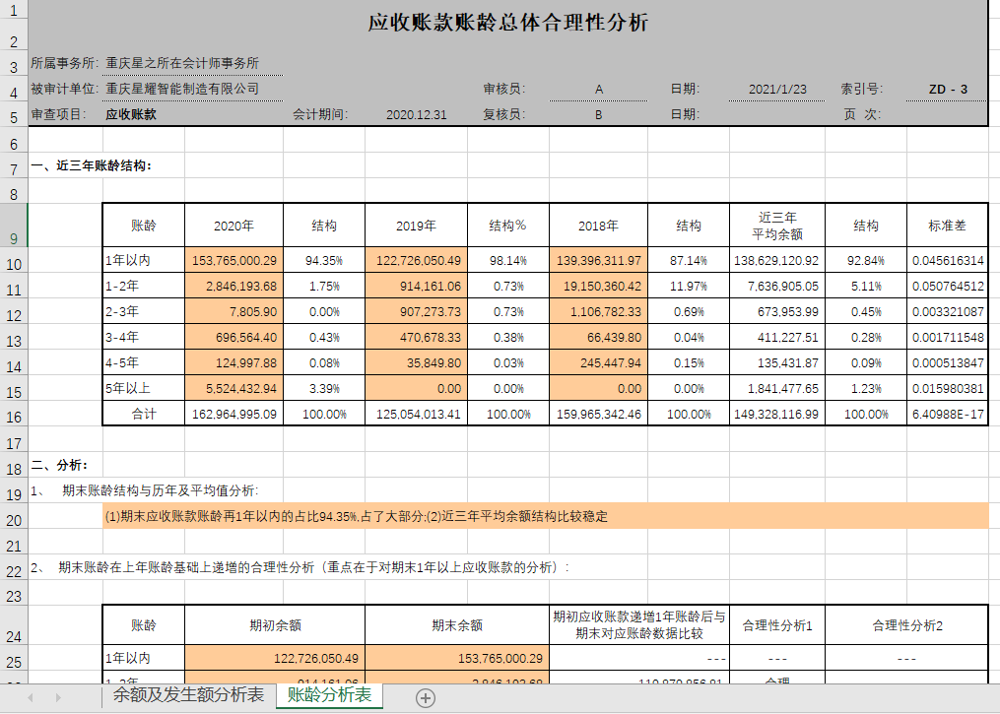 应收账款账龄总体合理性分析
所属事务所: 重庆星之所在会计师事务所
被审计单位: 重庆星耀智能制造有限公司 审核员: A 日期: 2021/1/23 索引号: ZD - 3
审查项目: 应收账款 会计期间: 2020.12.31 复核员: B 日期: 页 次:
一、近三年账龄结构:
账龄 2020年 结构 2019年 结构% 2018年 结构 近三年 平均余额 结构 标准差
1年以内 153,765,000.29 94.35% 122,726,050.49 98.14% 139,396,311.97 87.14% 138,629,120.92 92.84% 0.045616314
1-2年 2,846,193.68 1.75% 914,161.06 0.73% 19,150,360.42 11.97% 7,636,905.05 5.11% 0.050764512
2-3年 7,805.90 0.00% 907,273.73 0.73% 1,106,782.33 0.69% 673,953.99 0.45% 0.003321087
3-4年 696,564.40 0.43% 470,678.33 0.38% 66,439.80 0.04% 411,227.51 0.28% 0.001711548
4-5年 124,997.88 0.08% 35,849.80 0.03% 245,447.94 0.15% 135,431.87 0.09% 0.000513847
5年以上 5,524,432.94 3.39% 0.00 0.00% 0.00 0.00% 1,841,477.65 1.23% 0.015980381
合计 162,964,995.09 100.00% 125,054,013.41 100.00% 159,965,342.46 100.00% 149,328,116.99 100.00% 6.40988E-17
二、分析:
1、 期末账龄结构与历年及平均值分析:
(1)期末应收账款账龄再1年以内的占比94.35%,占了大部分;(2)近三年平均余额结构比较稳定
2、 期末账龄在上年账龄基础上递增的合理性分析（重点在于对期末1年以上应收账款的分析）:
账龄 期初余额 期末余额 期初应收账款递增1年账龄后与 期末对应账龄数据比较 合理性分析1 合理性分析2
1年以内 122,726,050.49 153,765,000.29 --- --- ---
1-2年 914,161.06 2,846,193.68 119,879,856.81 合理
余额及发生额分析表 账龄分析表